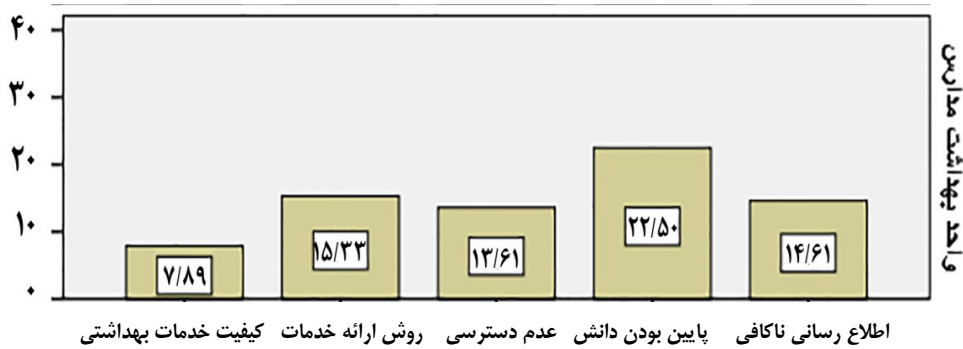 ۴۰
۳۰
۲۰
۱۰
۰
واحد بهداشت مدارس
۷/۸۹
۱۵/۳۳
۱۳/۶۱
۲۲/۵۰
۱۴/۶۱
کیفیت خدمات بهداشتی
روش ارائه خدمات
عدم دسترسی
پایین بودن دانش
اطلاع رسانی ناکافی